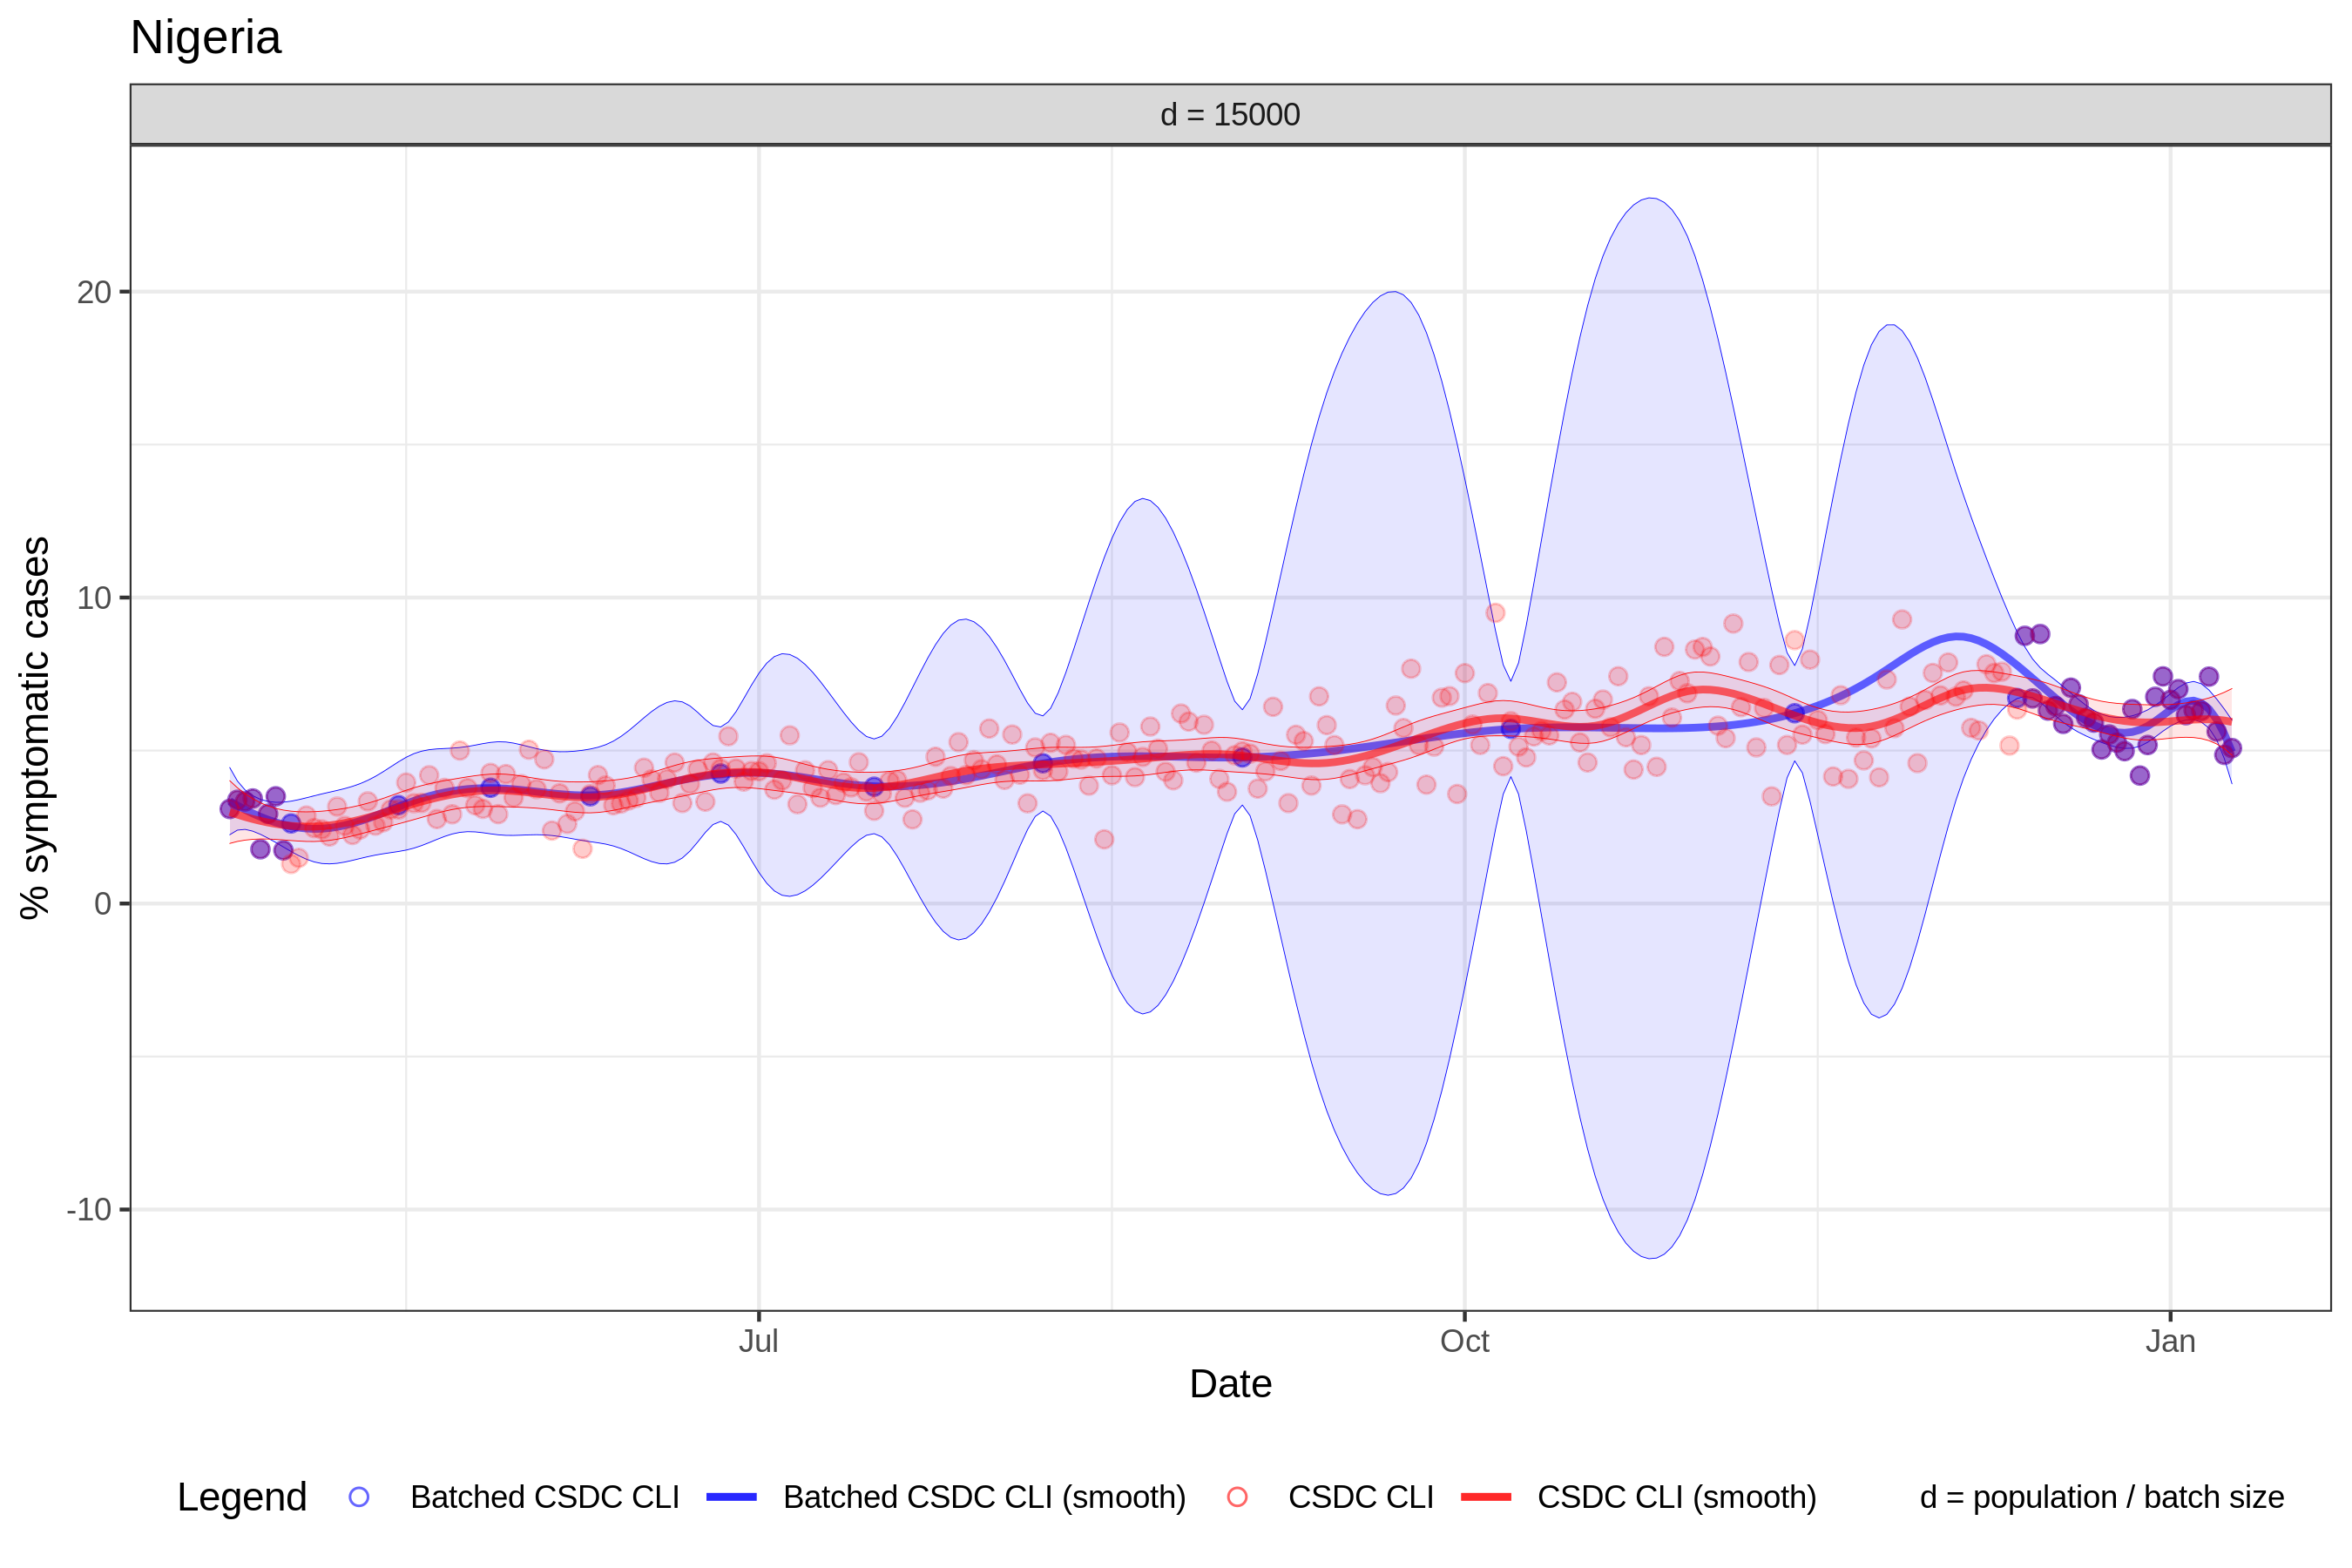 Nigeria
d = 15000
% symptomatic cases
20
10
0
-10
Jul
Oct
Jan
Date
Legend
Batched CSDC CLI
Batched CSDC CLI (smooth)
CSDC CLI
CSDC CLI (smooth)
d = population / batch size